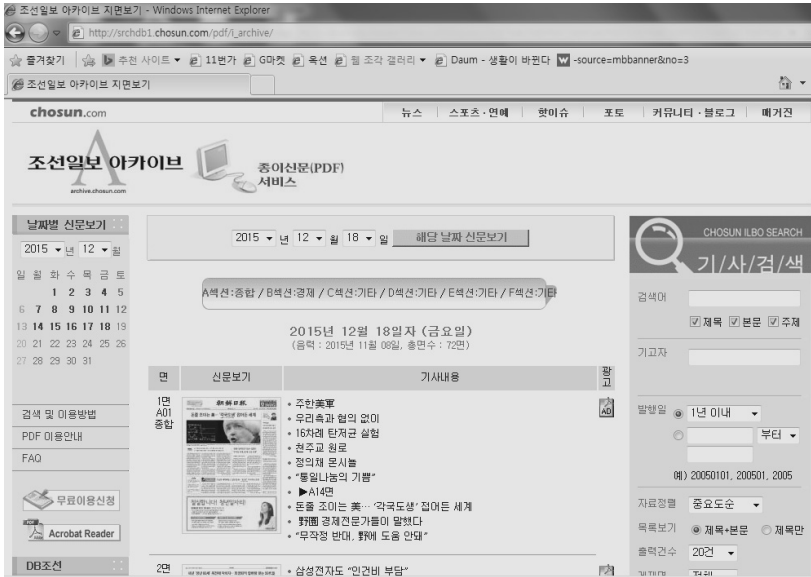 조선일보 아카이브 지면보기 - Windows Internet Explorer
http://srchdb1.chosun.com/pdf/i_archive/
즐겨찾기 추천 사이트 11번가 G마켓 옥션 웹 조각 갤러리 Daum - 생활이 바뀐다 -source=mbbanner&no=3
조선일보 아카이브 지면보기
chosun.com
뉴스 스포츠·연예 핫이슈 포토 커뮤니티·블로그 매거진
조선일보 아카이브
archive.chosun.com
종이신문(PDF)
서비스
날짜별 신문보기
2015 년 12 월
일 월 화 수 목 금 토
1 2 3 4 5
6 7 8 9 10 11 12
13 14 15 16 17 18 19
20 21 22 23 24 25 26
27 28 29 30 31
검색 및 이용방법
PDF 이용안내
FAQ
무료이용신청
Acrobat Reader
DB조선
2015 년 12 월 18 일 해당 날짜 신문보기
A섹션:종합 / B섹션:경제 / C섹션:기타 / D섹션:기타 / E섹션:기타 / F섹션:기타
2015년 12월 18일자 (금요일)
(음력 : 2015년 11월 08일, 총면수 : 72면)
면 신문보기 기사내용 광고
1면
A01
종합
朝鮮日報
• 주한美軍
• 우리측과 협의 없이
• 16차례 탄저균 실험
• 천주교 원로
• 정의채 몬시뇰
• "통일나눔의 기쁨"
• ▶A14면
• 돈줄 조이는 美… '각국도생' 접어든 세계
• 野圈 경제전문가들이 말했다
• "무작정 반대, 野에 도움 안돼"
AD
2면
• 삼성전자도 "인건비 부담"
CHOSUN ILBO SEARCH
기/사/검/색
검색어
제목 본문 주제
기고자
발행일 1년 이내
부터
예) 20050101, 200501, 2005
자료정렬 중요도순
목록보기 제목+본문 제목만
출력건수 20건